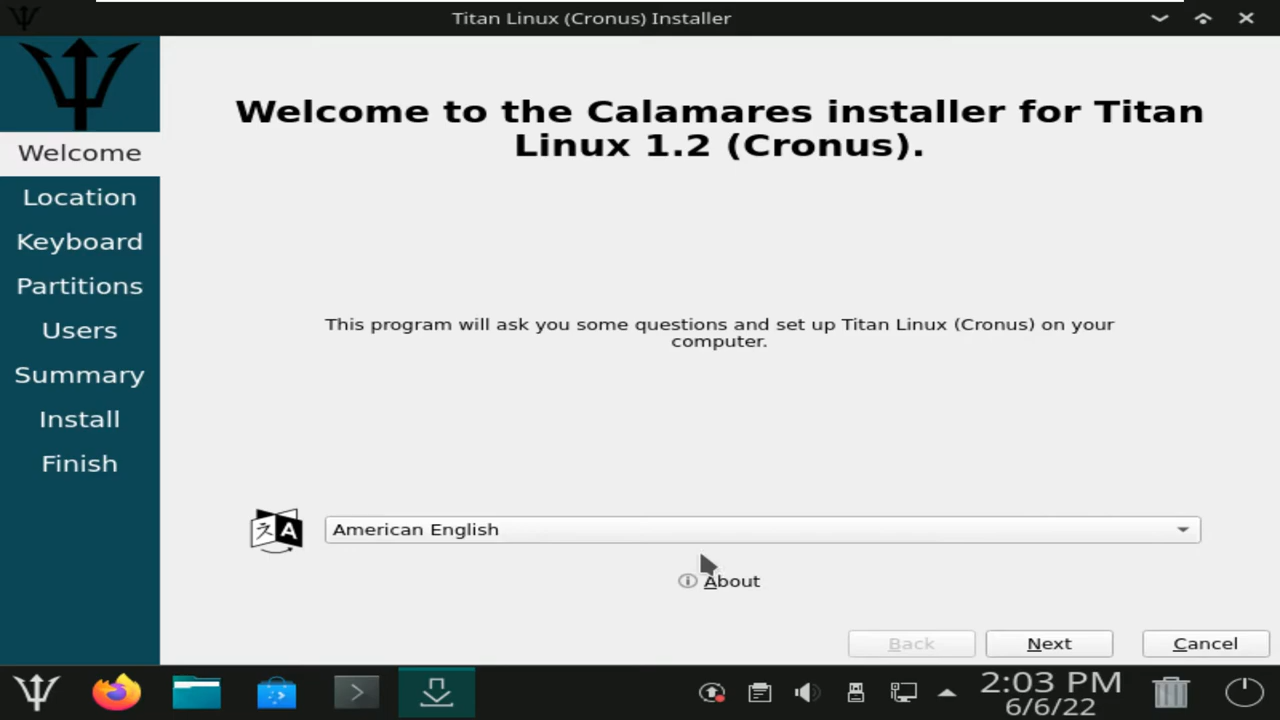 Titan Linux (Cronus) Installer
Welcome to the Calamares installer for Titan
Linux 1.2 (Cronus).
Welcome
Location
Keyboard
Partitions
Users
Summary
Install
Finish
This program will ask you some questions and set up Titan Linux (Cronus) on your
computer.
American English
About
Back
Next
Cancel
2:03 PM
6/6/22